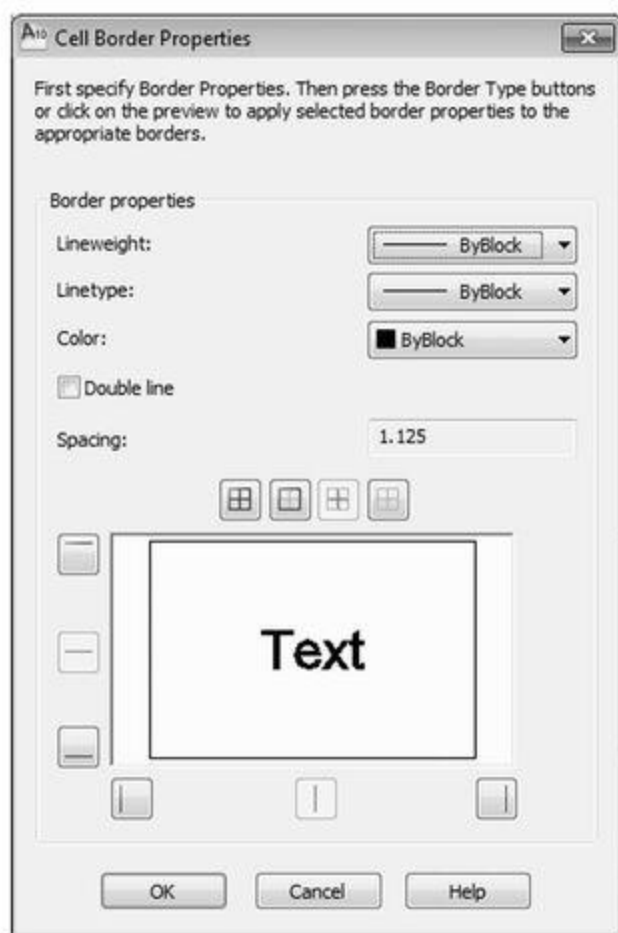 A10 Cell Border Properties
First specify Border Properties. Then press the Border Type buttons
or click on the preview to apply selected border properties to the
appropriate borders.
Border properties
Lineweight: ByBlock
Linetype: ByBlock
Color: ByBlock
Double line
Spacing: 1.125
Text
OK Cancel Help